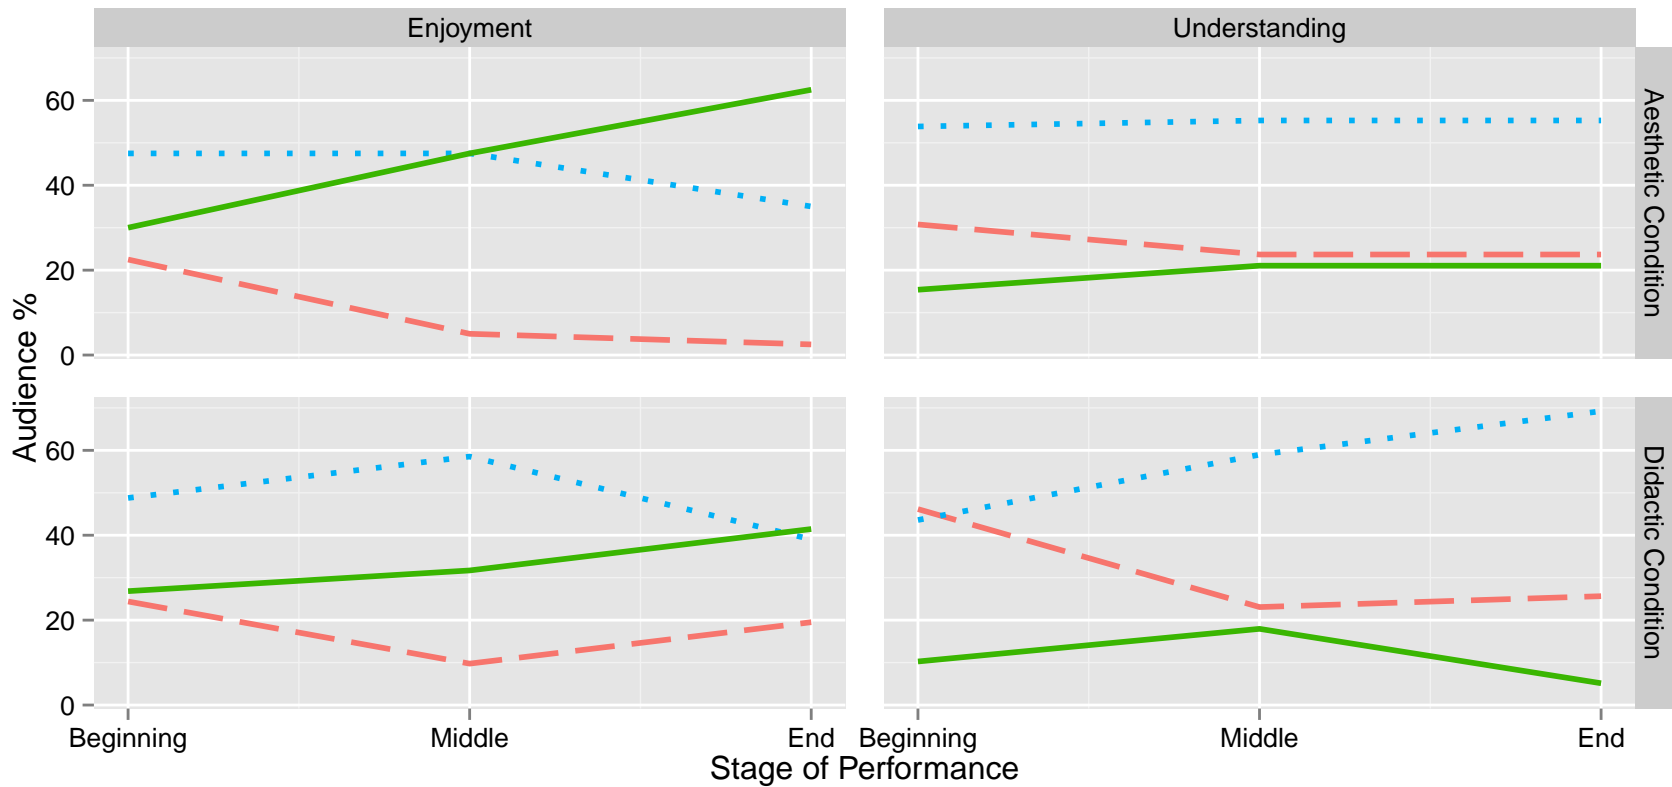 Enjoyment
Understanding
Audience %
60
40
20
0
Aesthetic Condition
60
40
20
0
Didactic Condition
Beginning
Middle
End
Beginning
Middle
End
Stage of Performance